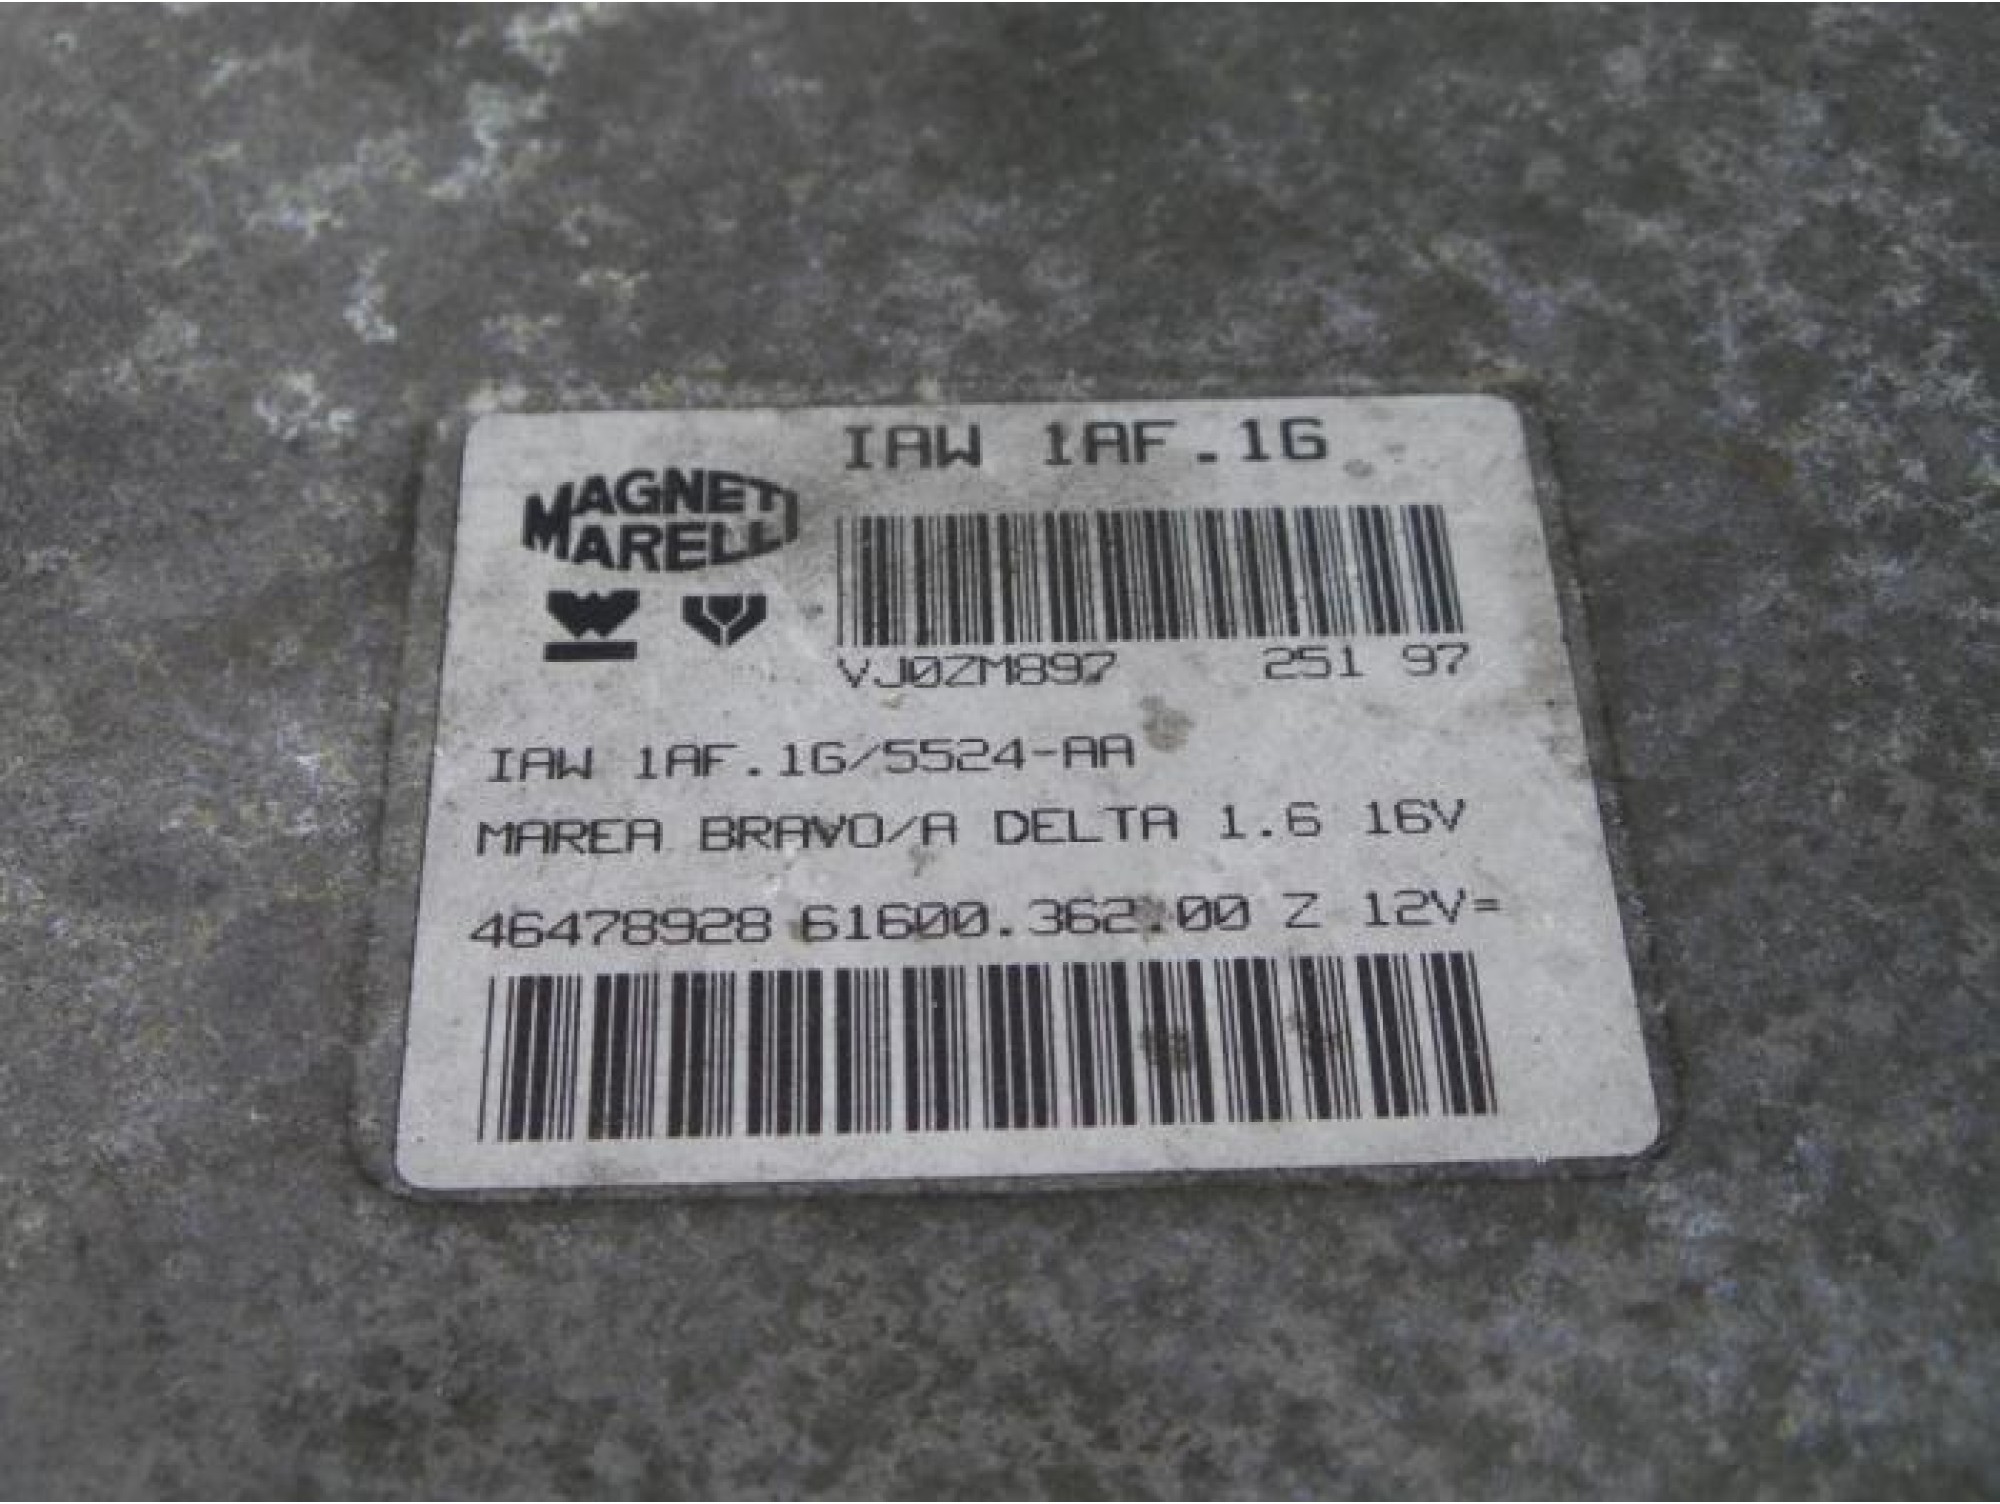 IAW 1AF.1G
MAGNETI
MARELLI
VJ0ZM897 251 97
IAW 1AF.1G/5524-AA
MAREA BRAVO/A DELTA 1.6 16V
46478928 61600.362.00 Z 12V=